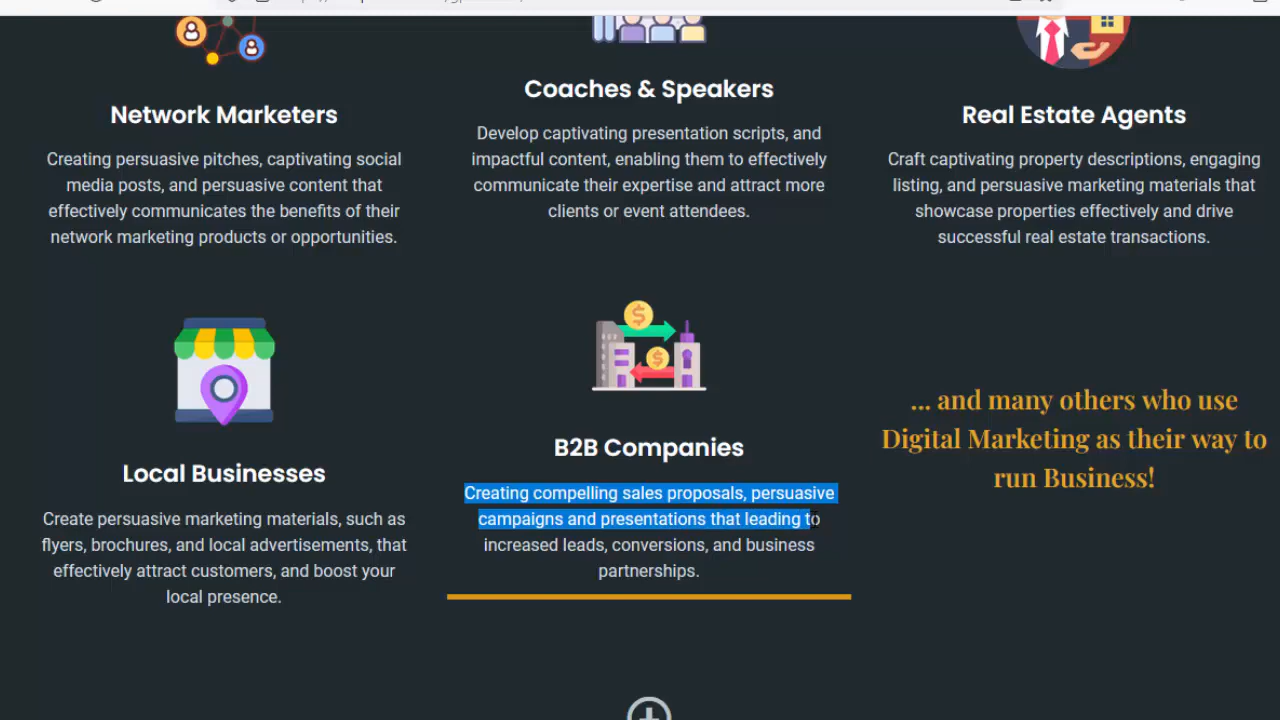 Network Marketers
Creating persuasive pitches, captivating social
media posts, and persuasive content that
effectively communicates the benefits of their
network marketing products or opportunities.
Coaches & Speakers
Develop captivating presentation scripts, and
impactful content, enabling them to effectively
communicate their expertise and attract more
clients or event attendees.
Real Estate Agents
Craft captivating property descriptions, engaging
listing, and persuasive marketing materials that
showcase properties effectively and drive
successful real estate transactions.
Local Businesses
Create persuasive marketing materials, such as
flyers, brochures, and local advertisements, that
effectively attract customers, and boost your
local presence.
B2B Companies
Creating compelling sales proposals, persuasive
campaigns and presentations that leading to
increased leads, conversions, and business
partnerships.
... and many others who use
Digital Marketing as their way to
run Business!